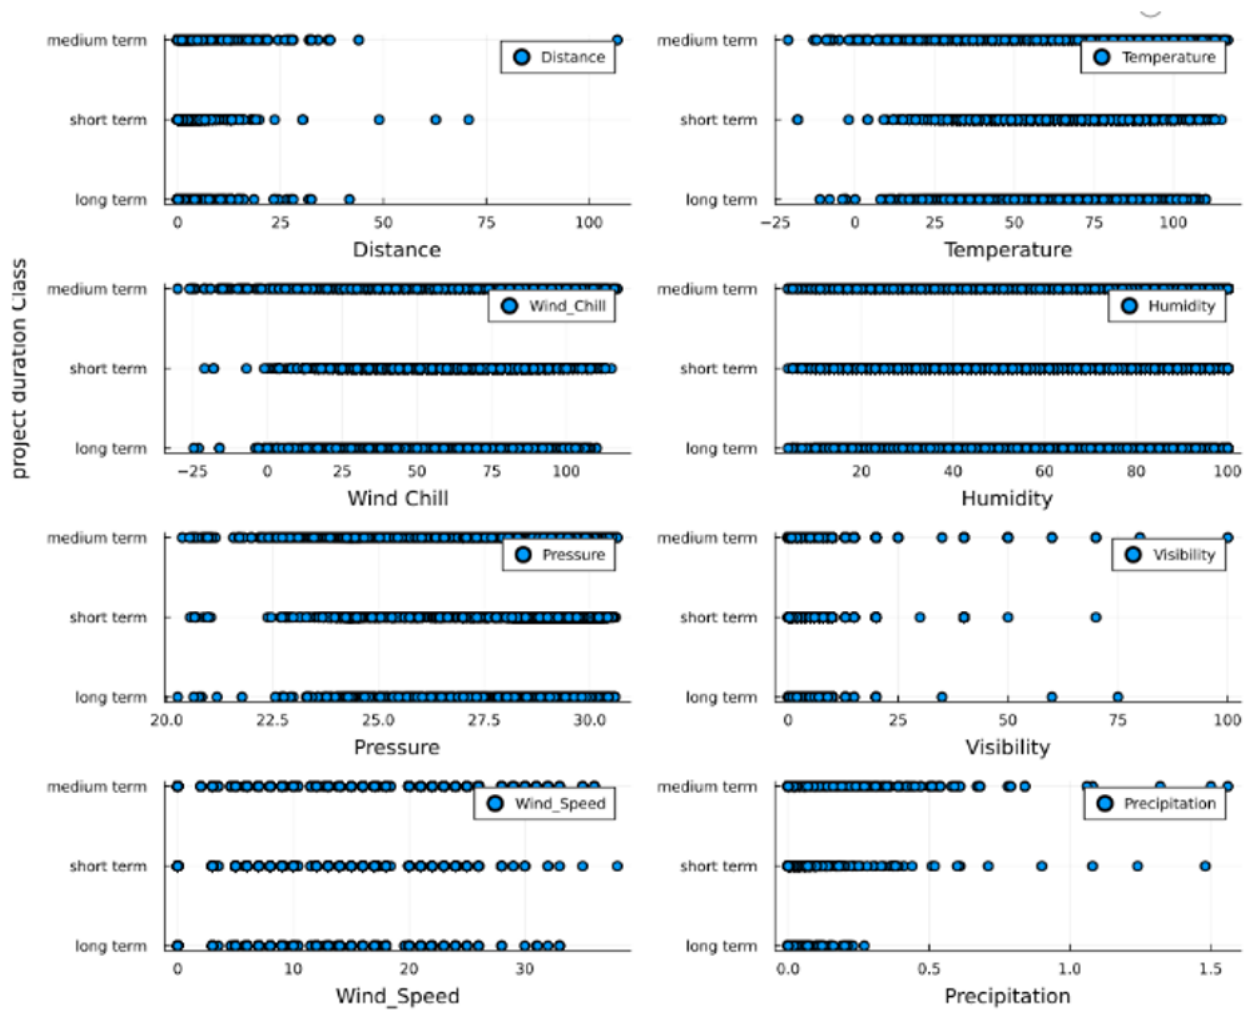 project duration Class
medium term
short term
long term
Distance
0 25 50 75 100
Distance
medium term
short term
long term
Temperature
−25 0 25 50 75 100
Temperature
medium term
short term
long term
Wind_Chill
−25 0 25 50 75 100
Wind Chill
medium term
short term
long term
Humidity
20 40 60 80 100
Humidity
medium term
short term
long term
Pressure
20.0 22.5 25.0 27.5 30.0
Pressure
medium term
short term
long term
Visibility
0 25 50 75 100
Visibility
medium term
short term
long term
Wind_Speed
0 10 20 30
Wind_Speed
medium term
short term
long term
Precipitation
0.0 0.5 1.0 1.5
Precipitation